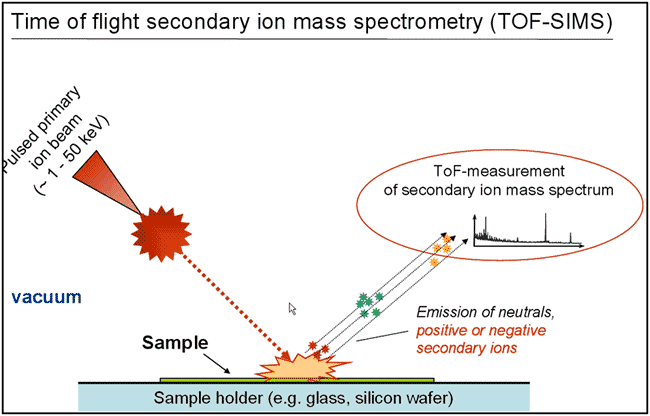 Time of flight secondary ion mass spectrometry (TOF-SIMS)
Pulsed primary
ion beam
(~ 1 - 50 keV)
ToF-measurement
of secondary ion mass spectrum
vacuum
Emission of neutrals,
positive or negative
secondary ions
Sample
Sample holder (e.g. glass, silicon wafer)